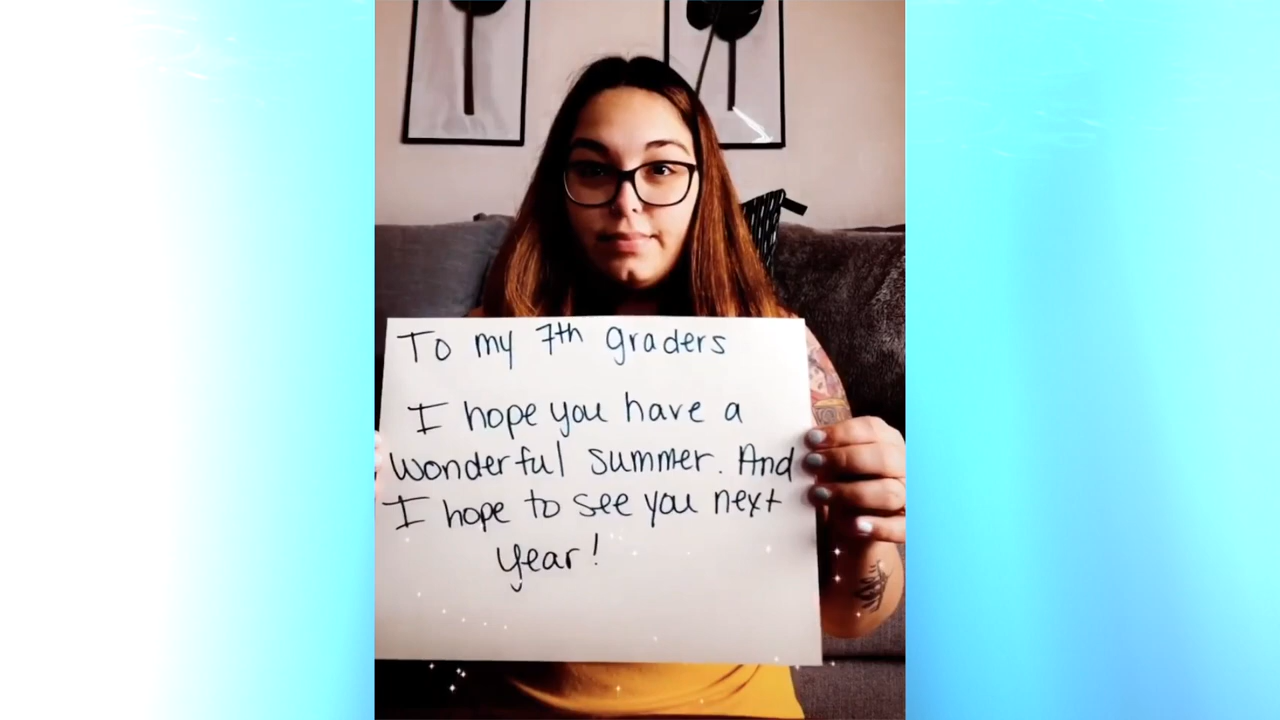 To my 7th graders
I hope you have a
wonderful summer. And
I hope to see you next
year!